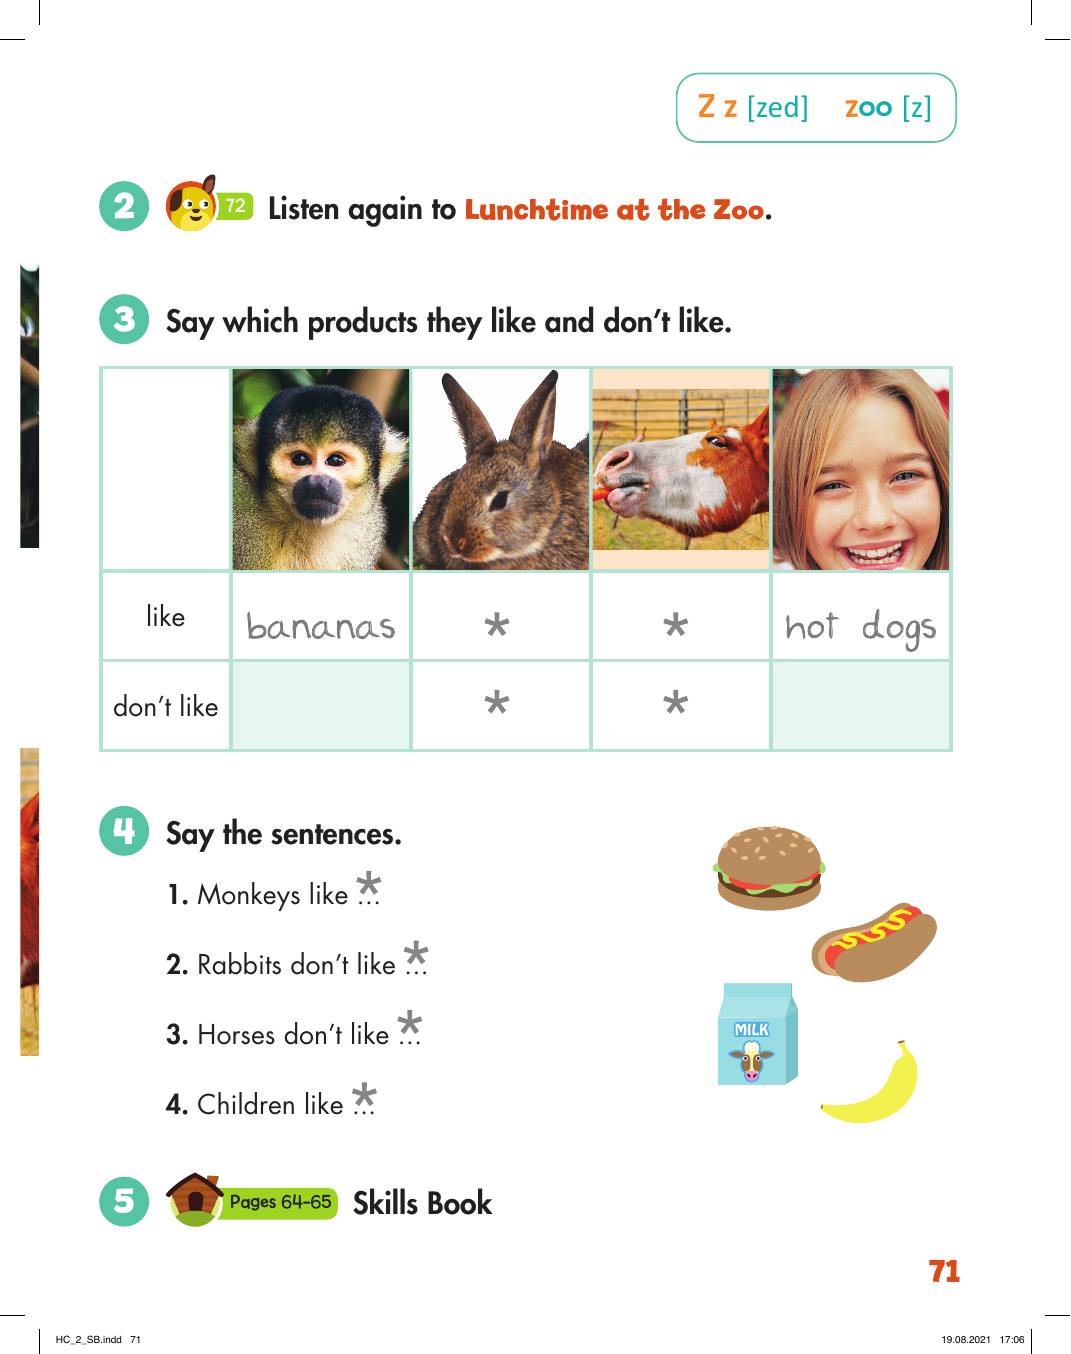 Z z [zed] zoo [z]
2 72 Listen again to Lunchtime at the Zoo.
3 Say which products they like and don't like.
like bananas * * hot dogs
don't like * *
4 Say the sentences.
1. Monkeys like *...
2. Rabbits don't like *...
3. Horses don't like *...
4. Children like *...
MILK
5 Pages 64–65 Skills Book
71
HC_2_SB.indd 71 19.08.2021 17:06